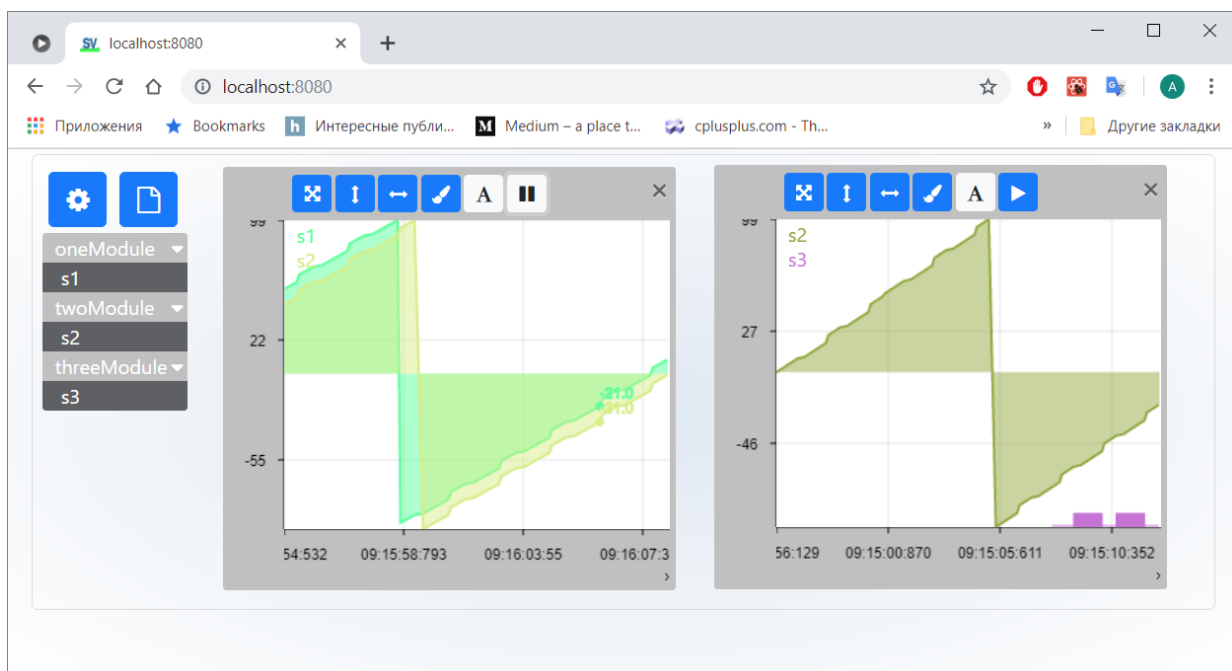 SV localhost:8080
localhost:8080
A
Приложения Bookmarks h Интересные публи... M Medium – a place t... cplusplus.com - Th... » Другие закладки
oneModule
s1
twoModule
s2
threeModule
s3
A
99
s1
s2
22
-55
-21.0
-31.0
54:532 09:15:58:793 09:16:03:55 09:16:07:3
›
A
99
s2
s3
27
-46
56:129 09:15:00:870 09:15:05:611 09:15:10:352
›